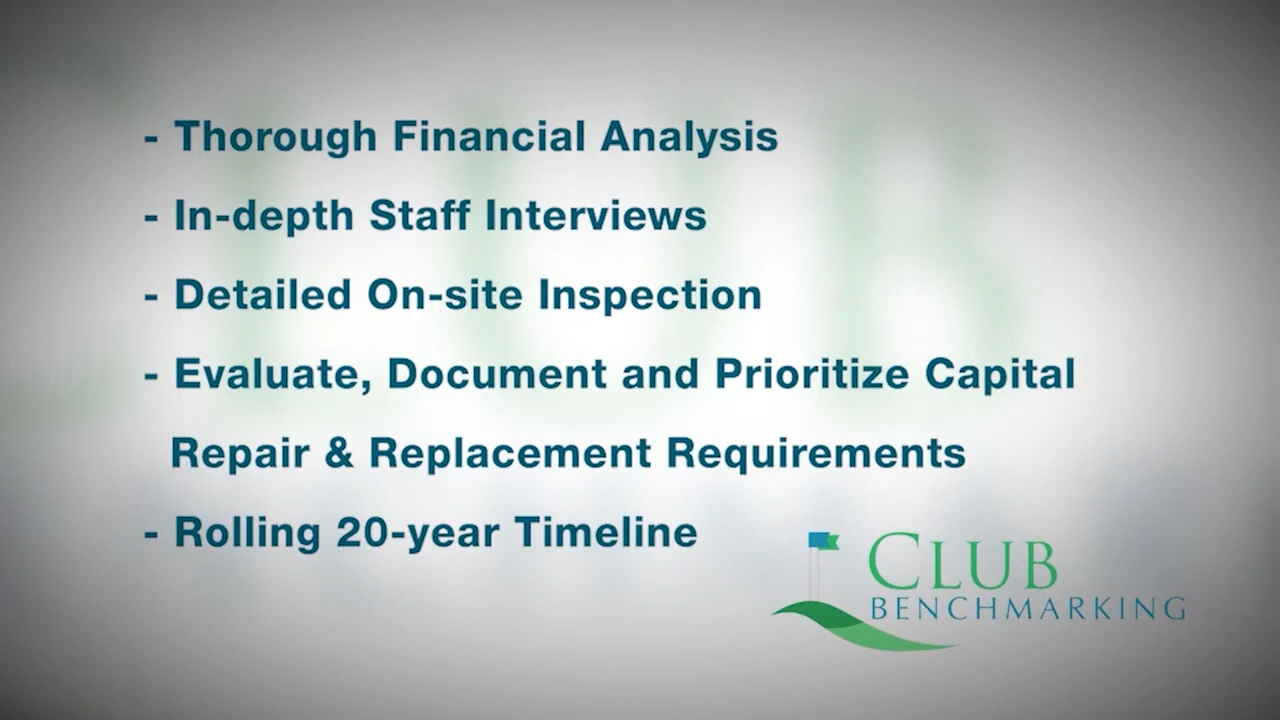 - Thorough Financial Analysis
- In-depth Staff Interviews
- Detailed On-site Inspection
- Evaluate, Document and Prioritize Capital
Repair & Replacement Requirements
- Rolling 20-year Timeline
CLUB
BENCHMARKING